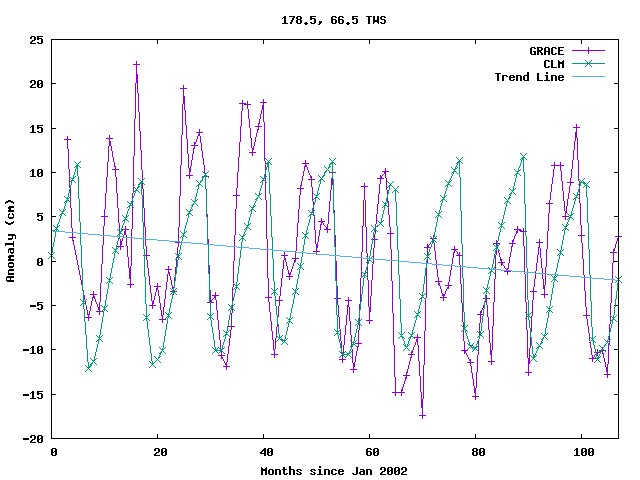 178.5, 66.5 TWS
GRACE
CLM
Trend Line
25
20
15
10
5
0
-5
-10
-15
-20
Anomaly (cm)
0 20 40 60 80 100
Months since Jan 2002